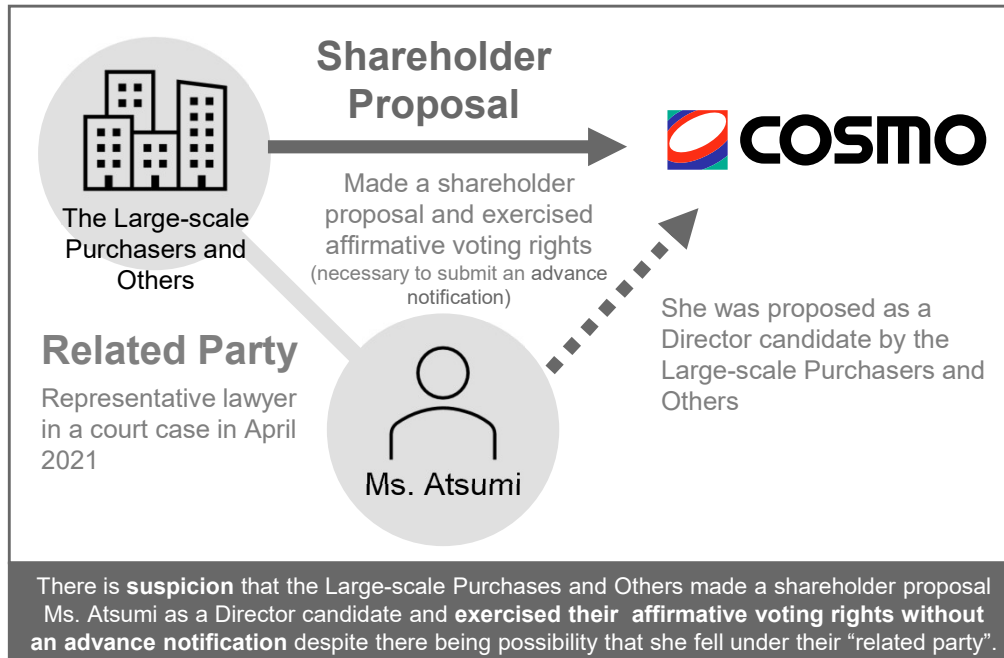 Shareholder
Proposal
COSMO
The Large-scale
Purchasers and
Others
Made a shareholder
proposal and exercised
affirmative voting rights
(necessary to submit an advance
notification)
Related Party
Representative lawyer
in a court case in April
2021
Ms. Atsumi
She was proposed as a
Director candidate by the
Large-scale Purchasers and
Others
There is suspicion that the Large-scale Purchases and Others made a shareholder proposal
Ms. Atsumi as a Director candidate and exercised their affirmative voting rights without
an advance notification despite there being possibility that she fell under their “related party”.